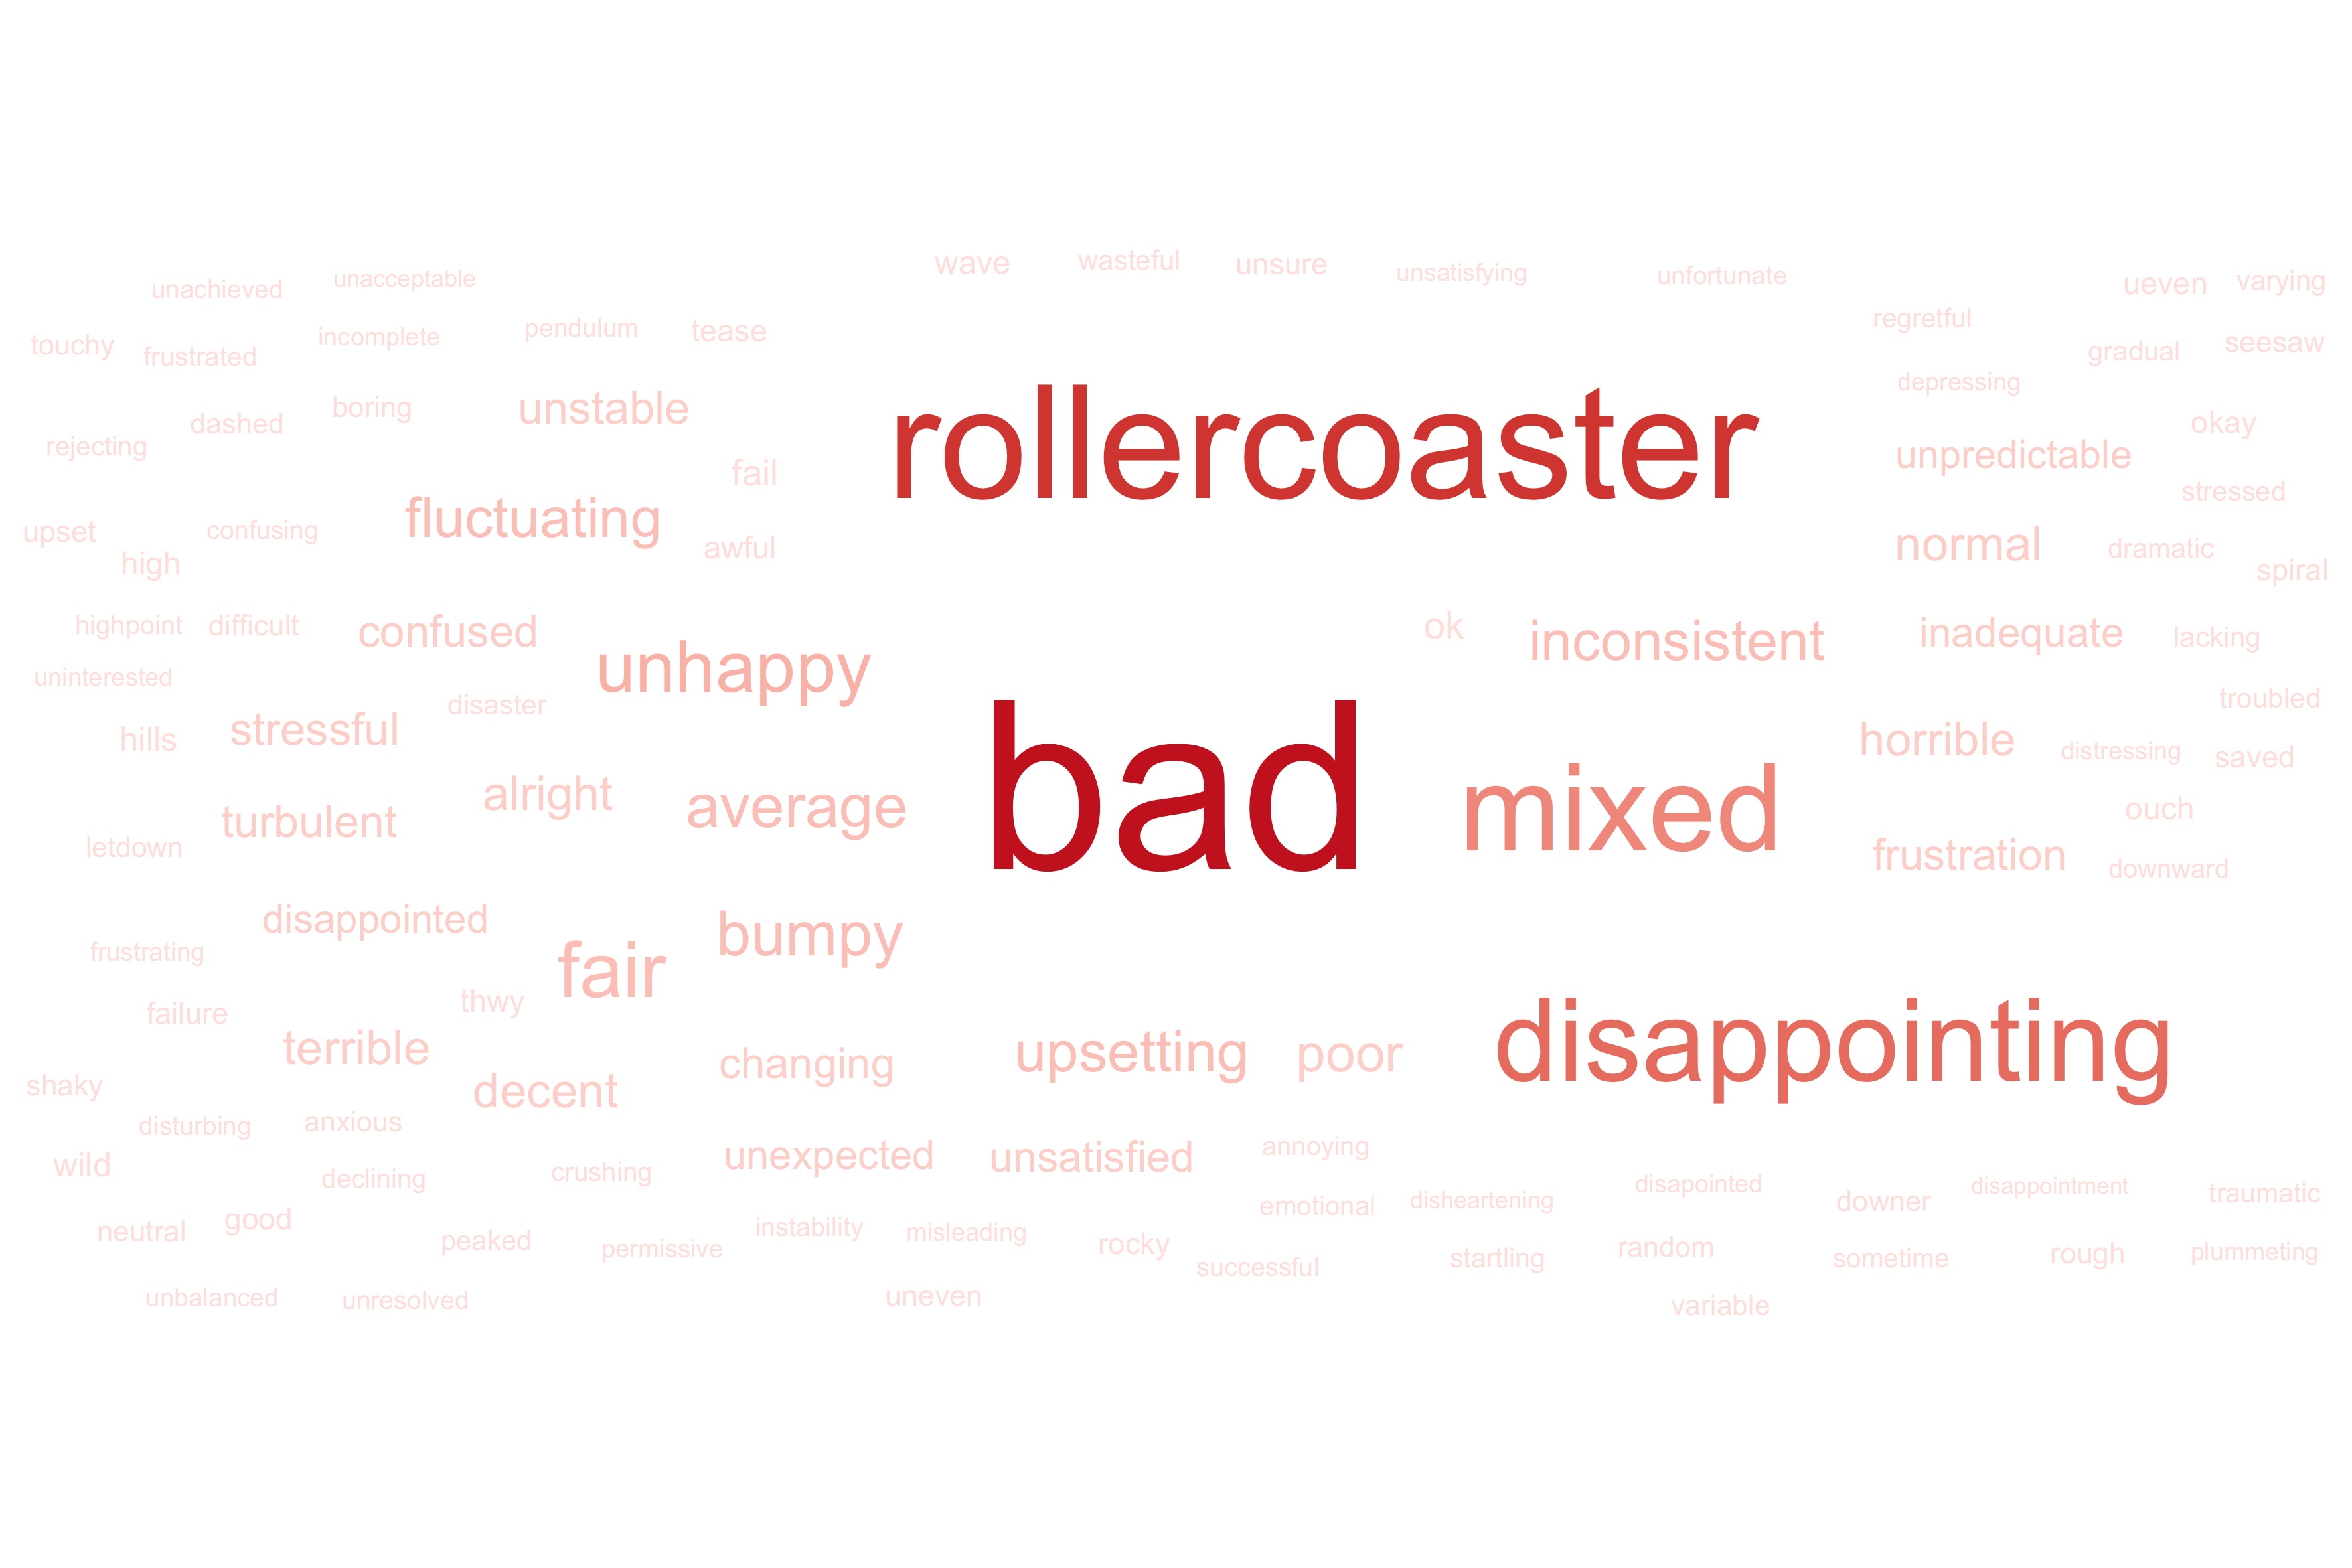 wave wasteful unsure unsatisfying unfortunate
unachieved unacceptable ueven varying
touchy frustrated incomplete pendulum tease regretful gradual seesaw
rejecting dashed boring unstable rollercoaster depressing okay
fail unpredictable stressed
upset confusing fluctuating awful normal dramatic
high spiral
highpoint difficult confused ok inconsistent inadequate lacking
uninterested unhappy
stressful disaster troubled
hills horrible distressing saved
turbulent alright average bad mixed ouch
letdown frustration downward
disappointed bumpy
frustrating fair
failure thwy
terrible changing upsetting poor disappointing
shaky decent
disturbing anxious annoying
wild declining crushing unexpected unsatisfied
neutral good emotional disheartening disapointed downer disappointment traumatic
peaked permissive instability misleading rocky successful startling random sometime rough plummeting
unbalanced unresolved uneven variable